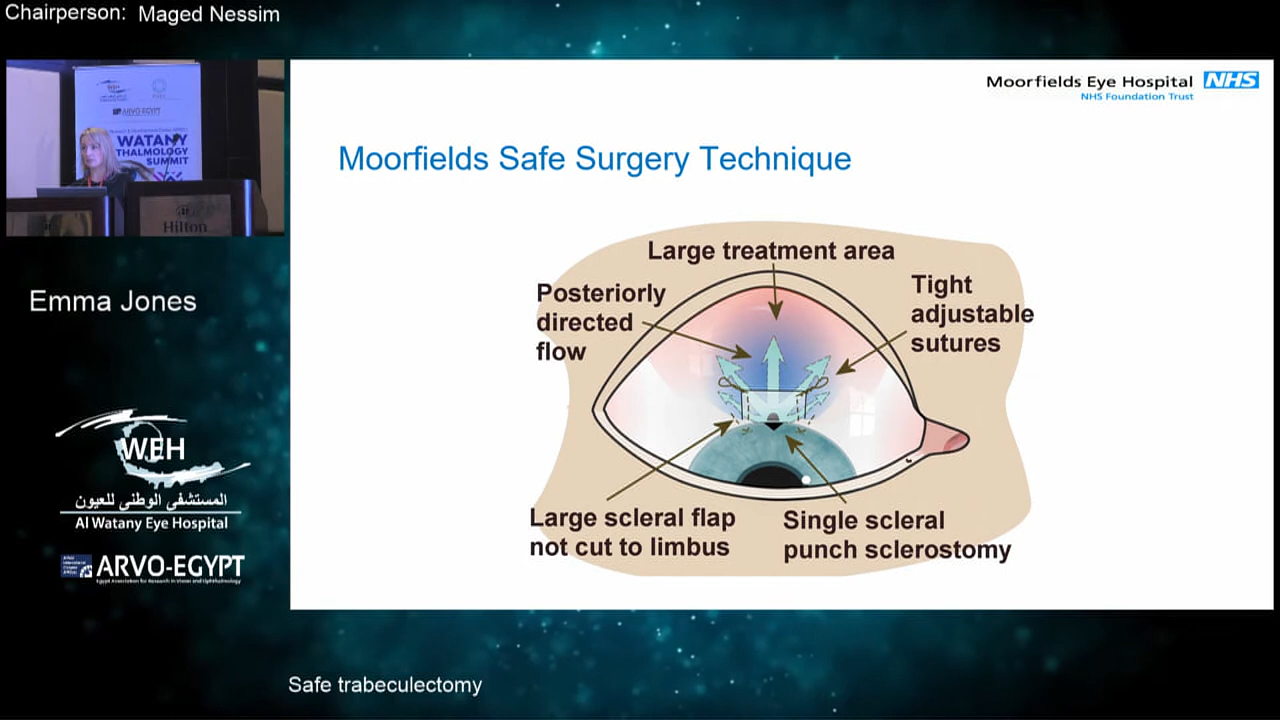 Chairperson: Maged Nessim
WEH
ARVO-EGYPT
WATANY
THALMOLOGY
SUMMIT
Hilton
Moorfields Eye Hospital NHS
NHS Foundation Trust
Moorfields Safe Surgery Technique
Large treatment area
Posteriorly
directed
flow
Tight
adjustable
sutures
Large scleral flap
not cut to limbus
Single scleral
punch sclerostomy
Emma Jones
WEH
المستشفى الوطنى للعيون
Al Watany Eye Hospital
ARVO-EGYPT
Egypt Association for Research in Vision and Ophthalmology
Safe trabeculectomy